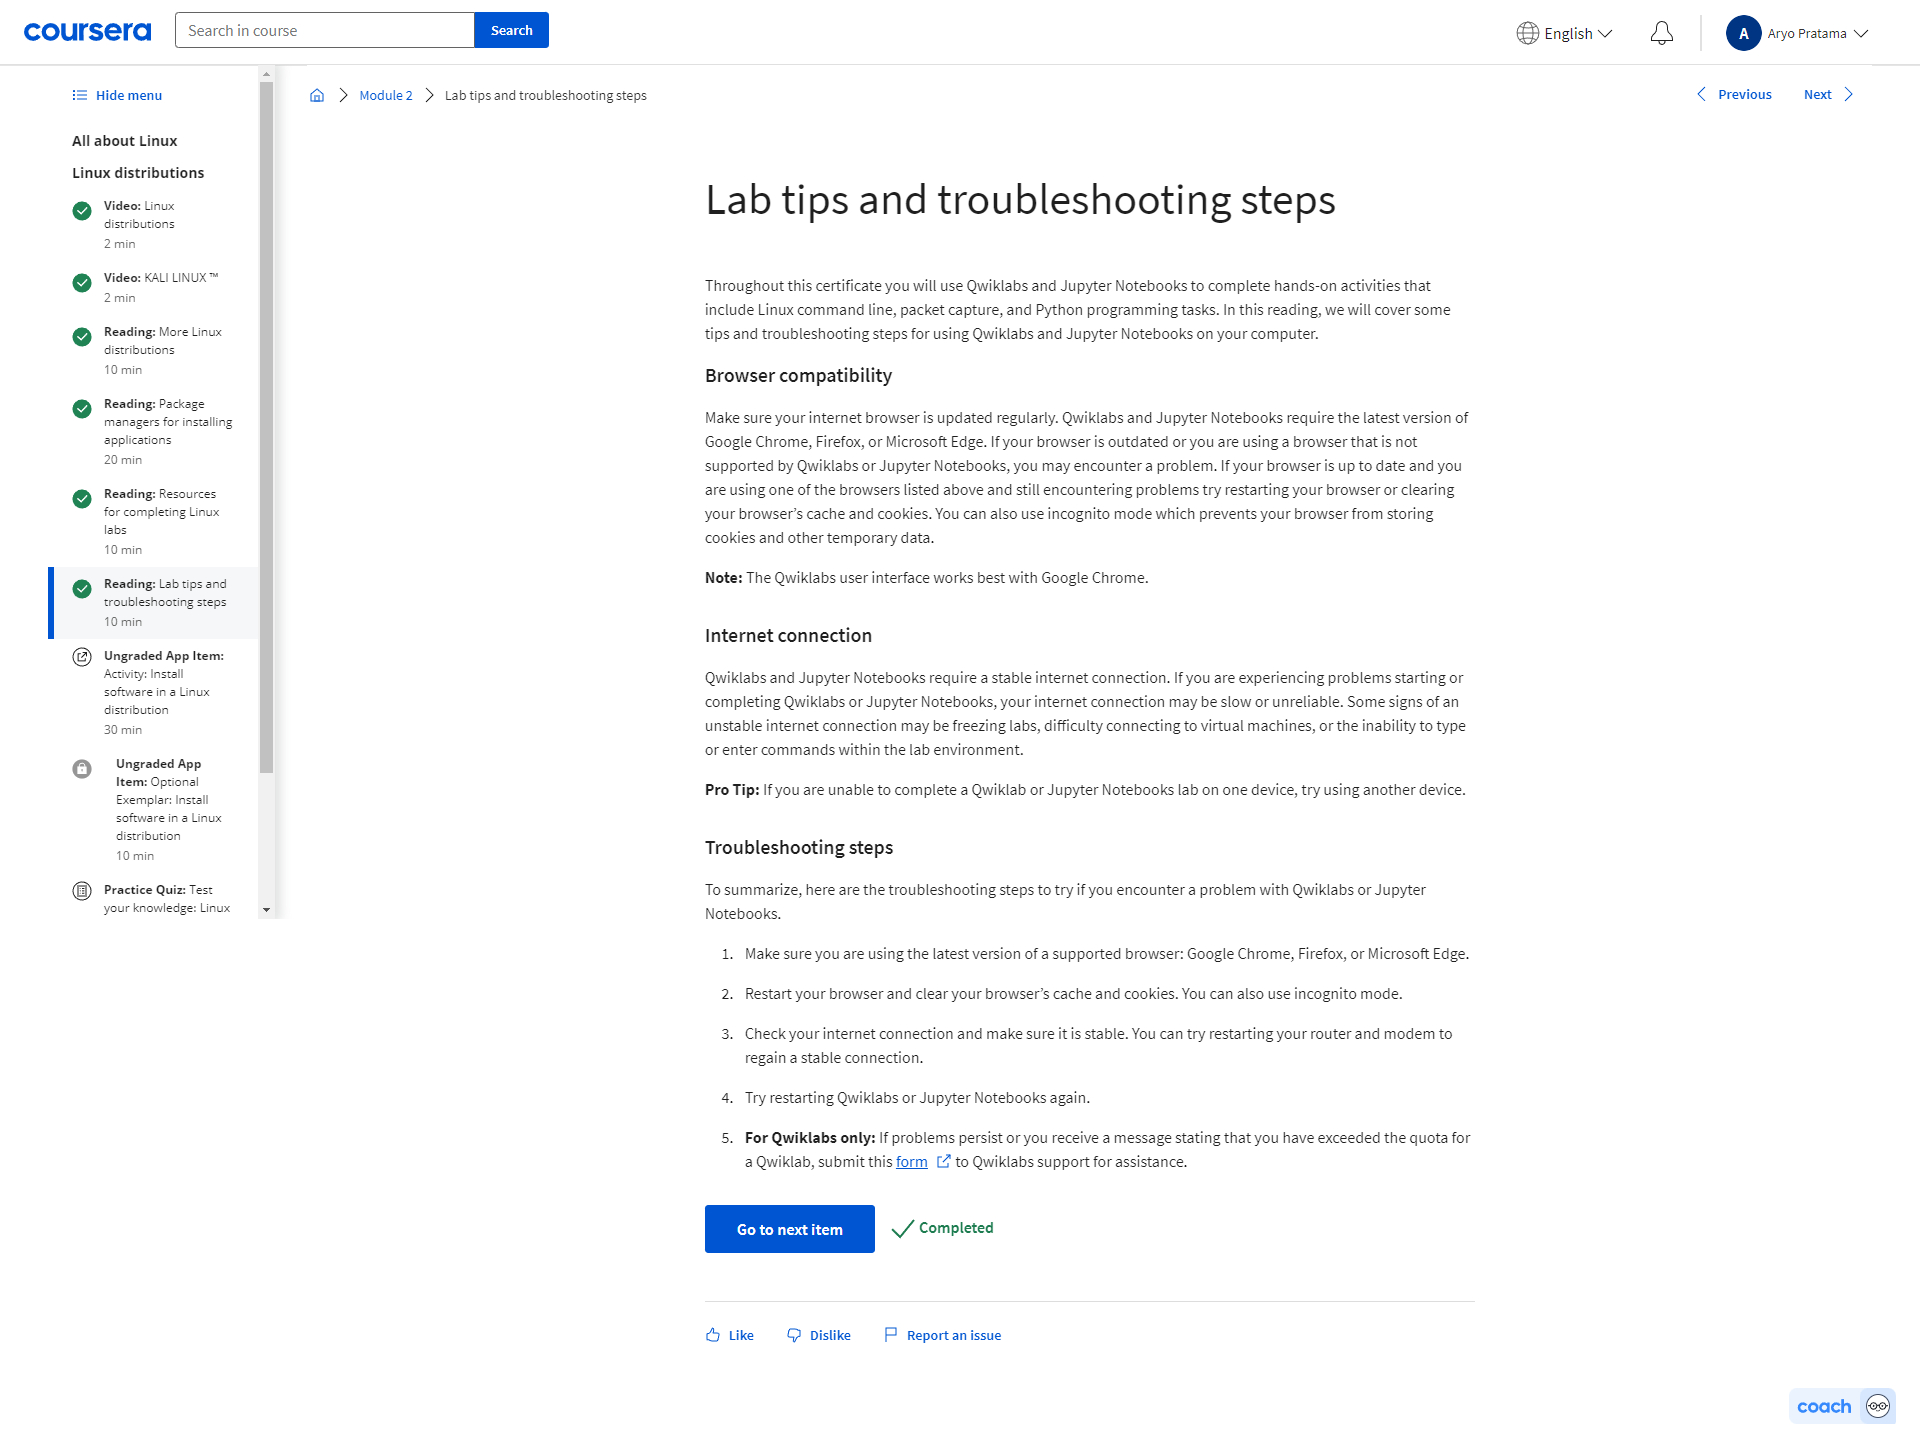 coursera
Search in course
Search
English
A
Aryo Pratama
Hide menu
All about Linux
Linux distributions
Video: Linux
distributions
2 min
Video: KALI LINUX ™
2 min
Reading: More Linux
distributions
10 min
Reading: Package
managers for installing
applications
20 min
Reading: Resources
for completing Linux
labs
10 min
Reading: Lab tips and
troubleshooting steps
10 min
Ungraded App Item:
Activity: Install
software in a Linux
distribution
30 min
Ungraded App
Item: Optional
Exemplar: Install
software in a Linux
distribution
10 min
Practice Quiz: Test
your knowledge: Linux
Module 2
Lab tips and troubleshooting steps
Previous
Next
Lab tips and troubleshooting steps
Throughout this certificate you will use Qwiklabs and Jupyter Notebooks to complete hands-on activities that
include Linux command line, packet capture, and Python programming tasks. In this reading, we will cover some
tips and troubleshooting steps for using Qwiklabs and Jupyter Notebooks on your computer.
Browser compatibility
Make sure your internet browser is updated regularly. Qwiklabs and Jupyter Notebooks require the latest version of
Google Chrome, Firefox, or Microsoft Edge. If your browser is outdated or you are using a browser that is not
supported by Qwiklabs or Jupyter Notebooks, you may encounter a problem. If your browser is up to date and you
are using one of the browsers listed above and still encountering problems try restarting your browser or clearing
your browser’s cache and cookies. You can also use incognito mode which prevents your browser from storing
cookies and other temporary data.
Note: The Qwiklabs user interface works best with Google Chrome.
Internet connection
Qwiklabs and Jupyter Notebooks require a stable internet connection. If you are experiencing problems starting or
completing Qwiklabs or Jupyter Notebooks, your internet connection may be slow or unreliable. Some signs of an
unstable internet connection may be freezing labs, difficulty connecting to virtual machines, or the inability to type
or enter commands within the lab environment.
Pro Tip: If you are unable to complete a Qwiklab or Jupyter Notebooks lab on one device, try using another device.
Troubleshooting steps
To summarize, here are the troubleshooting steps to try if you encounter a problem with Qwiklabs or Jupyter
Notebooks.
1. Make sure you are using the latest version of a supported browser: Google Chrome, Firefox, or Microsoft Edge.
2. Restart your browser and clear your browser’s cache and cookies. You can also use incognito mode.
3. Check your internet connection and make sure it is stable. You can try restarting your router and modem to
regain a stable connection.
4. Try restarting Qwiklabs or Jupyter Notebooks again.
5. For Qwiklabs only: If problems persist or you receive a message stating that you have exceeded the quota for
a Qwiklab, submit this form to Qwiklabs support for assistance.
Go to next item
Completed
Like
Dislike
Report an issue
coach